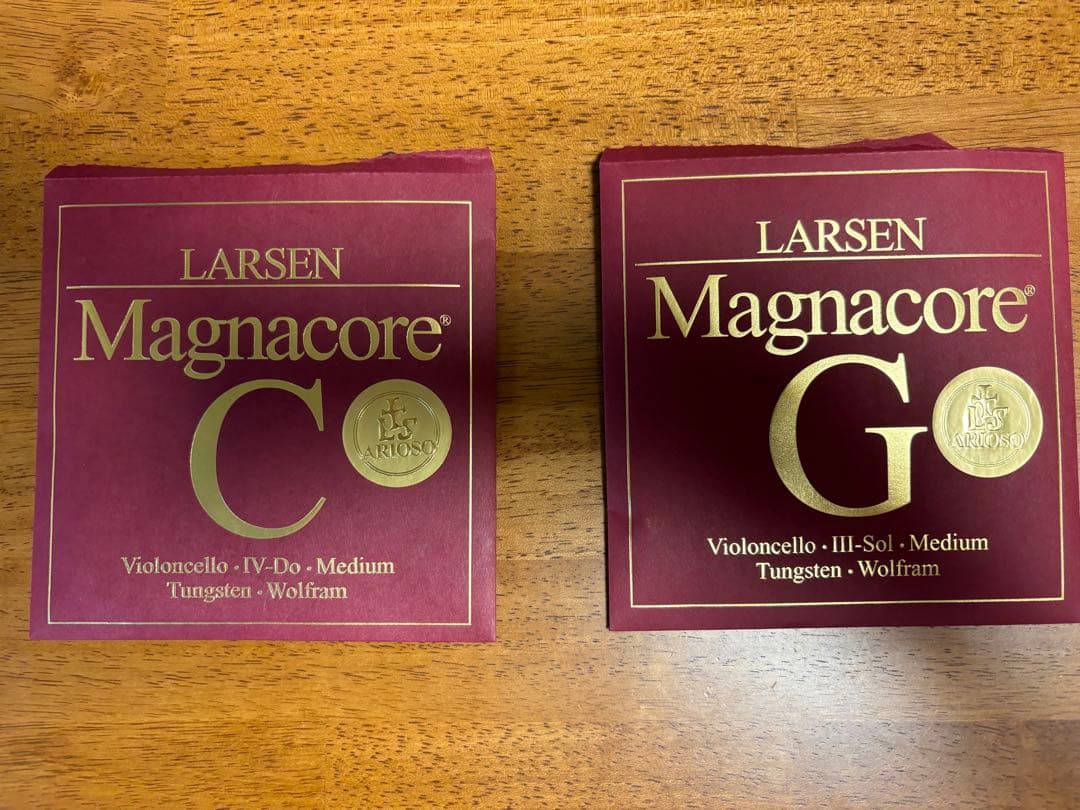 LARSEN
Magnacore®
C
ARIOSO
Violoncello · IV-Do · Medium
Tungsten · Wolfram
LARSEN
Magnacore®
G
ARIOSO
Violoncello · III-Sol · Medium
Tungsten · Wolfram